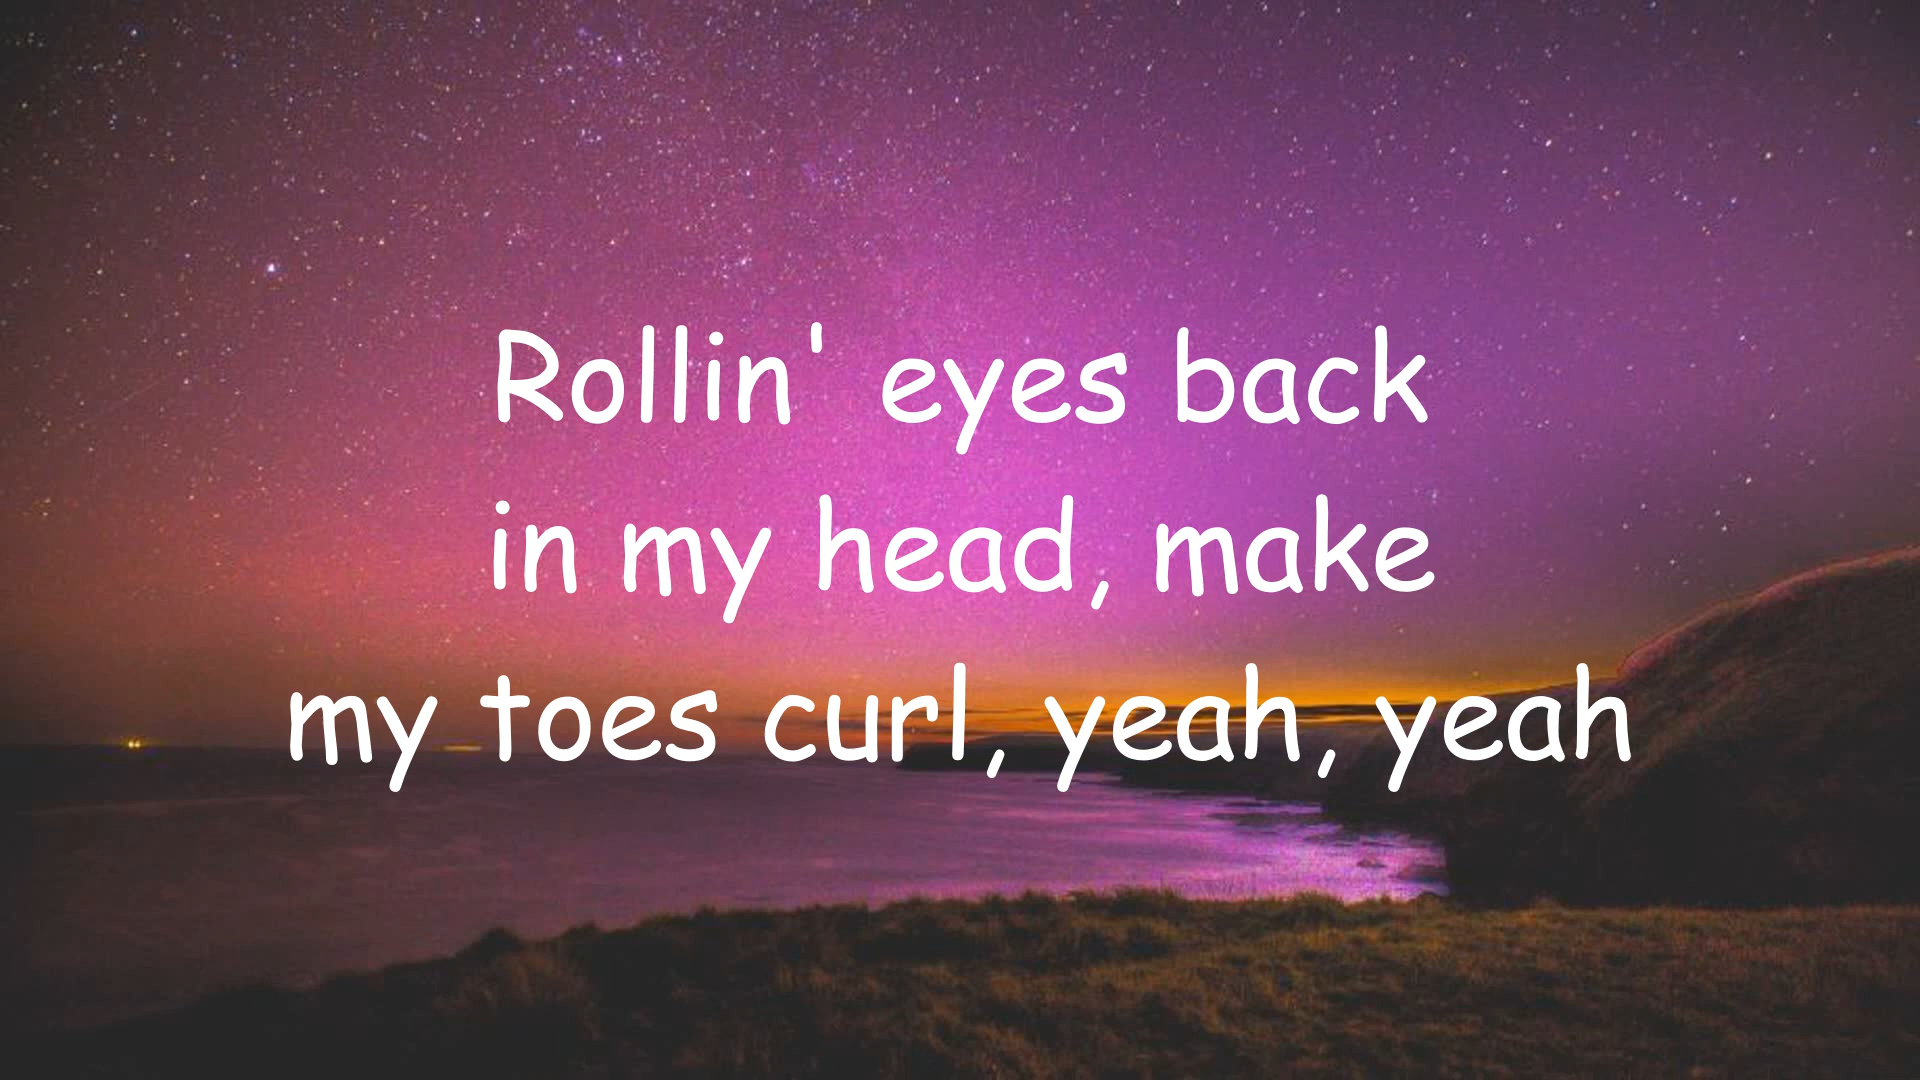 Rollin' eyes back
in my head, make
my toes curl, yeah, yeah